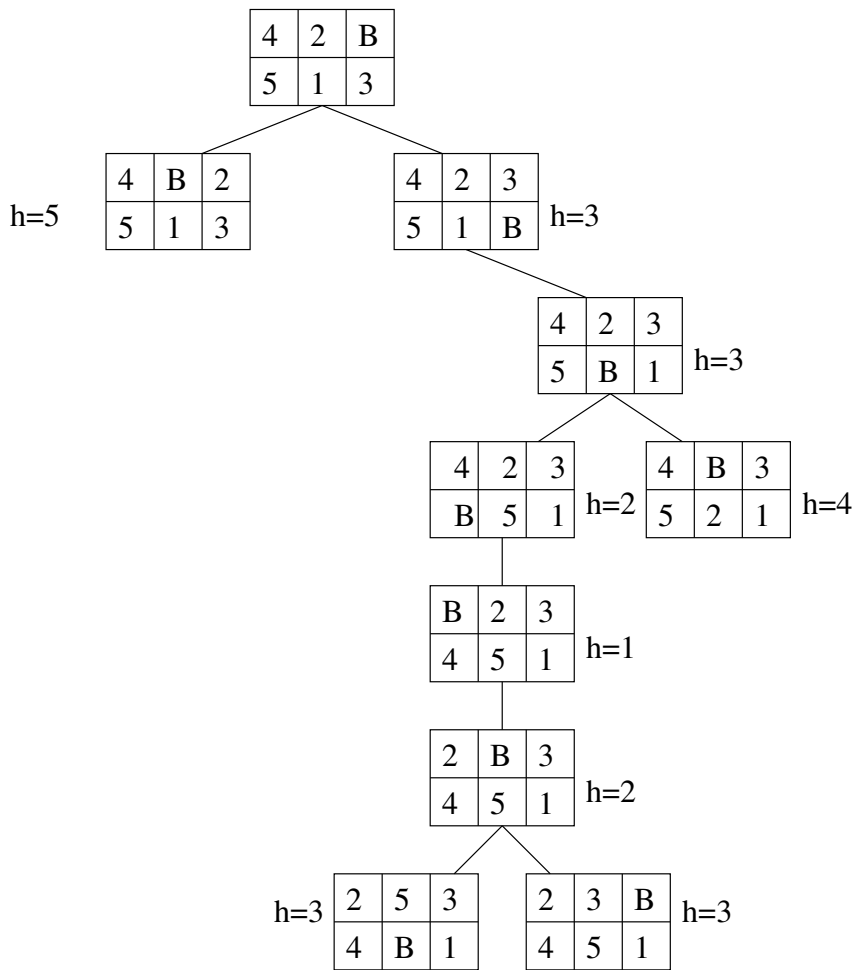 4 2 B
5 1 3
4 B 2
h=5 5 1 3
4 2 3
5 1 B h=3
4 2 3
5 B 1 h=3
4 2 3
B 5 1 h=2
4 B 3
5 2 1 h=4
B 2 3
4 5 1 h=1
2 B 3
4 5 1 h=2
2 5 3
h=3 4 B 1
2 3 B
4 5 1 h=3